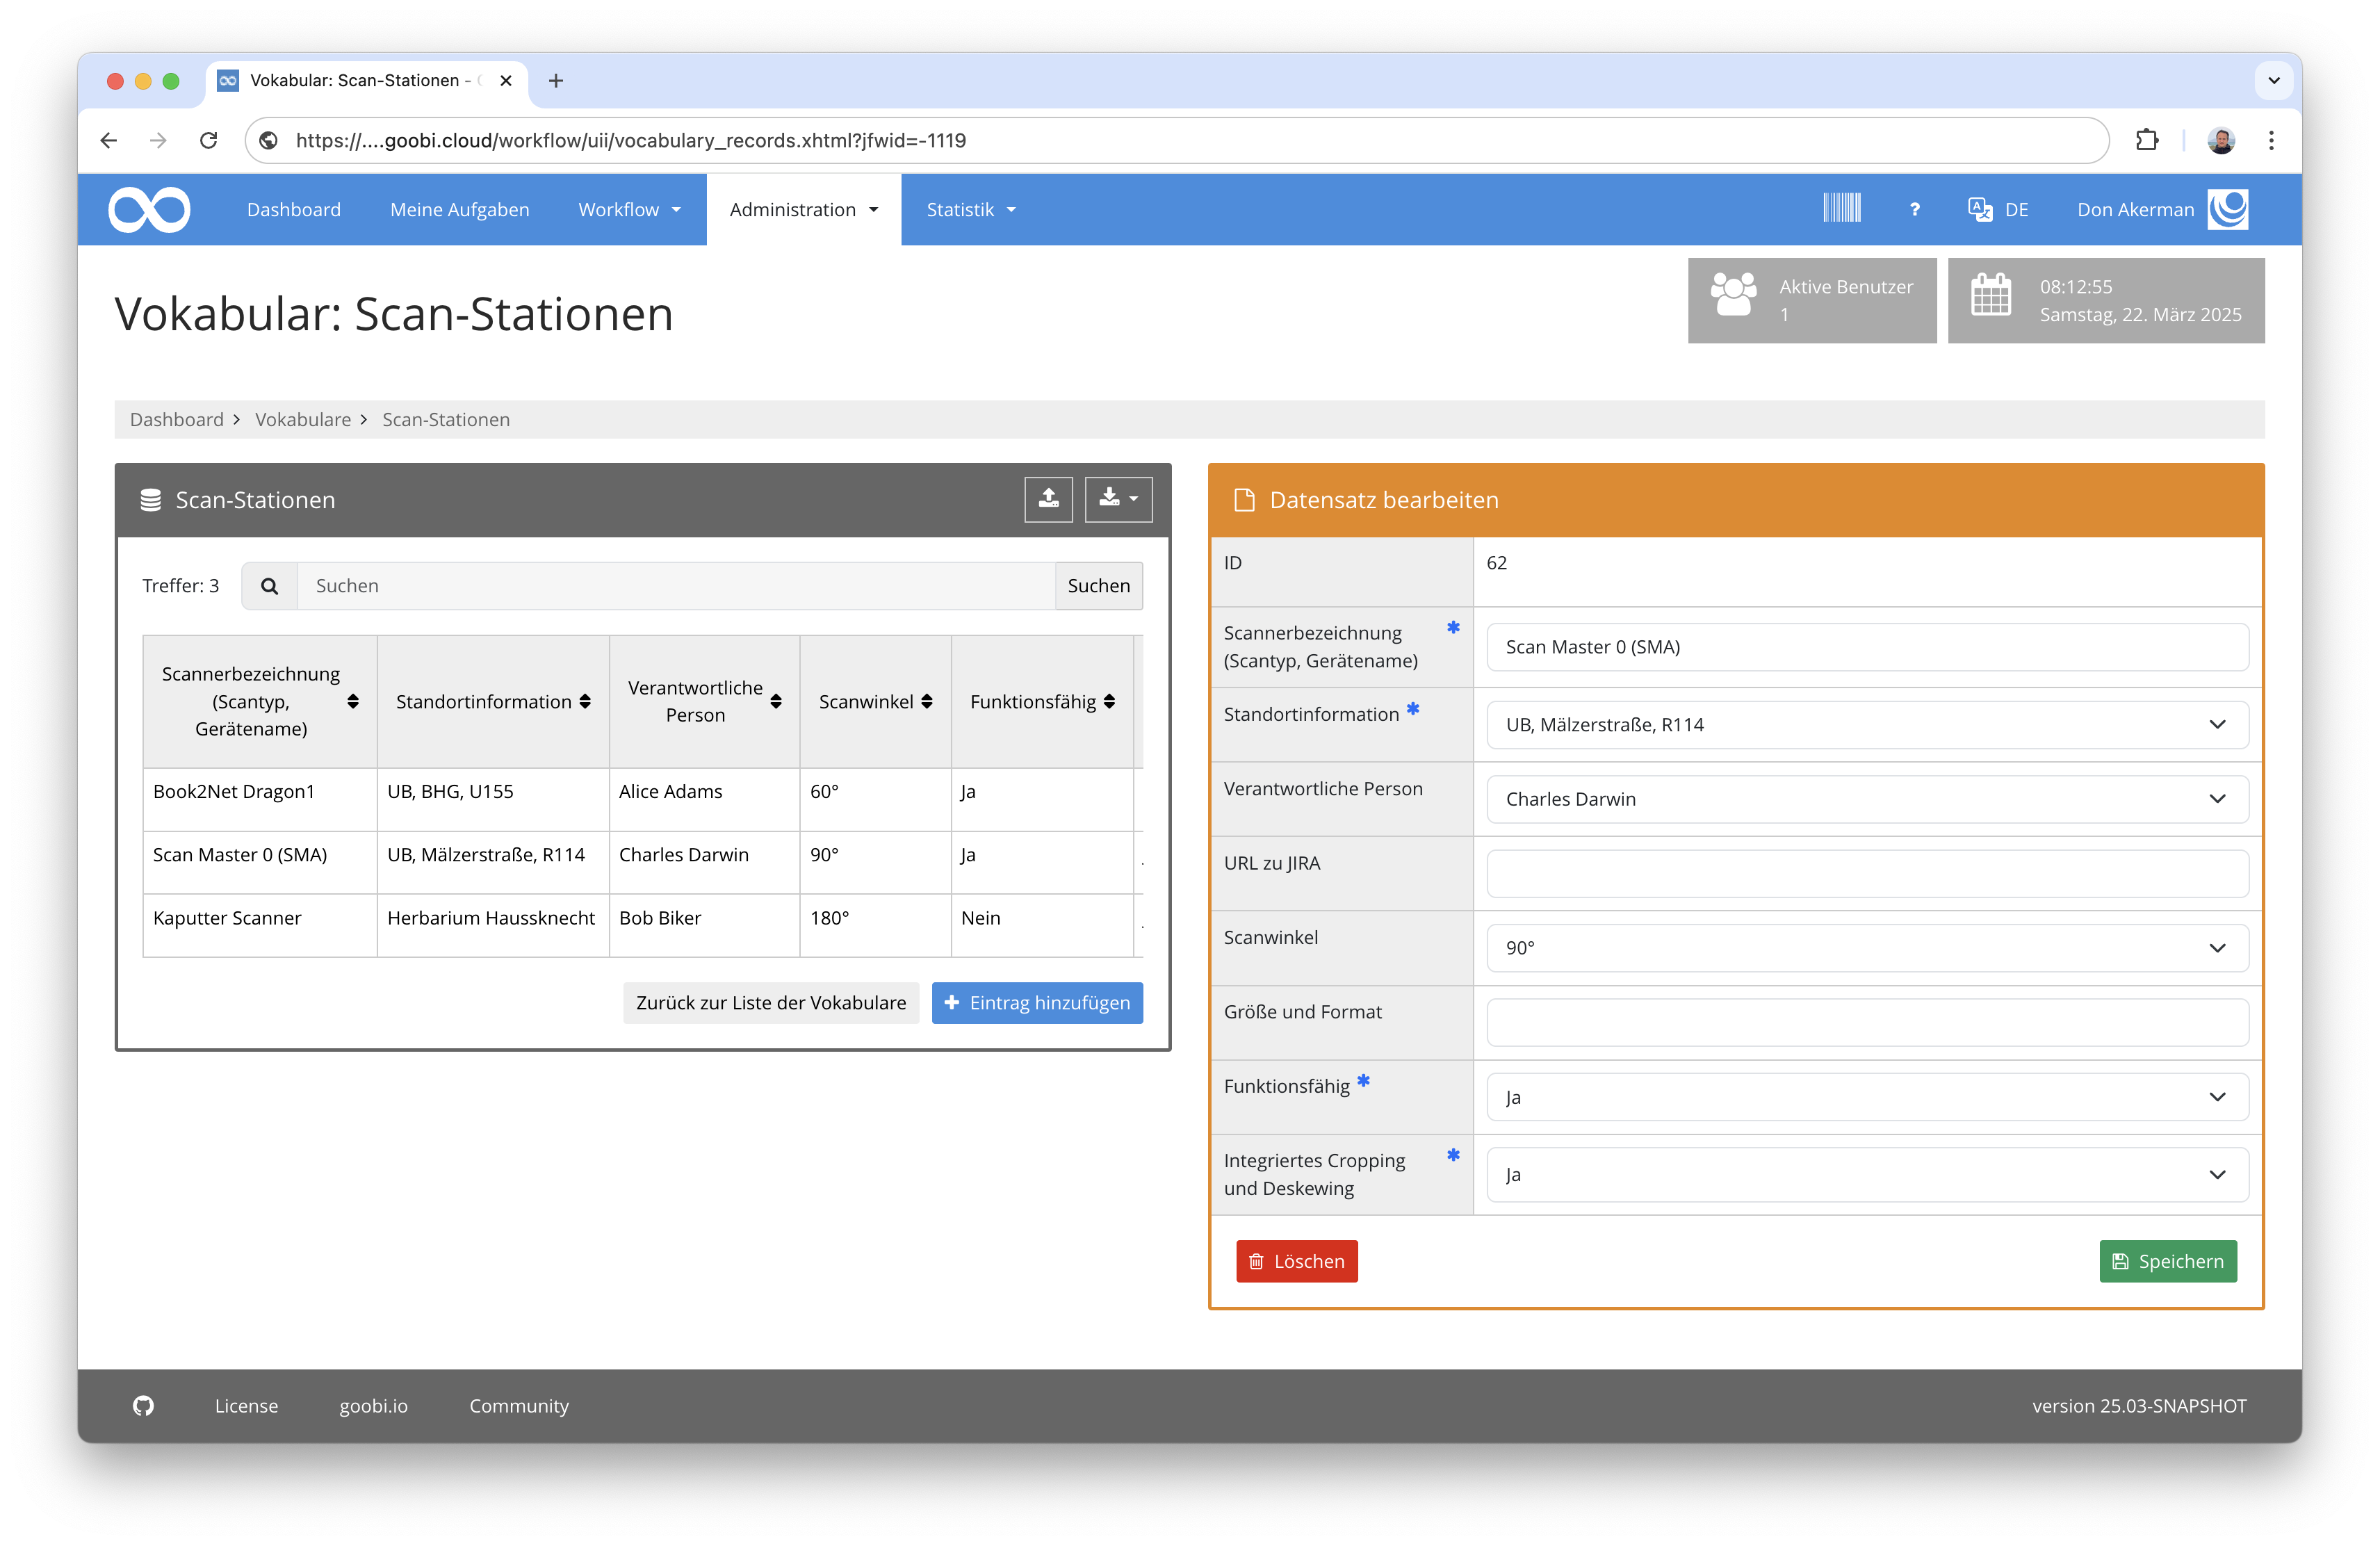 Vokabular: Scan-Stationen -
https://....goobi.cloud/workflow/uii/vocabulary_records.xhtml?jfwid=-1119
Dashboard Meine Aufgaben Workflow Administration Statistik ? DE Don Akerman
Vokabular: Scan-Stationen
Aktive Benutzer
1
08:12:55
Samstag, 22. März 2025
Dashboard Vokabulare Scan-Stationen
Scan-Stationen
Treffer: 3 Suchen Suchen
Scannerbezeichnung
(Scantyp,
Gerätename)
Standortinformation
Verantwortliche
Person
Scanwinkel
Funktionsfähig
Book2Net Dragon1 UB, BHG, U155 Alice Adams 60° Ja
Scan Master 0 (SMA) UB, Mälzerstraße, R114 Charles Darwin 90° Ja
Kaputter Scanner Herbarium Haussknecht Bob Biker 180° Nein
Zurück zur Liste der Vokabulare + Eintrag hinzufügen
Datensatz bearbeiten
ID 62
Scannerbezeichnung *
(Scantyp, Gerätename)
Scan Master 0 (SMA)
Standortinformation * UB, Mälzerstraße, R114
Verantwortliche Person Charles Darwin
URL zu JIRA
Scanwinkel 90°
Größe und Format
Funktionsfähig * Ja
Integriertes Cropping *
und Deskewing
Ja
Löschen Speichern
License goobi.io Community version 25.03-SNAPSHOT